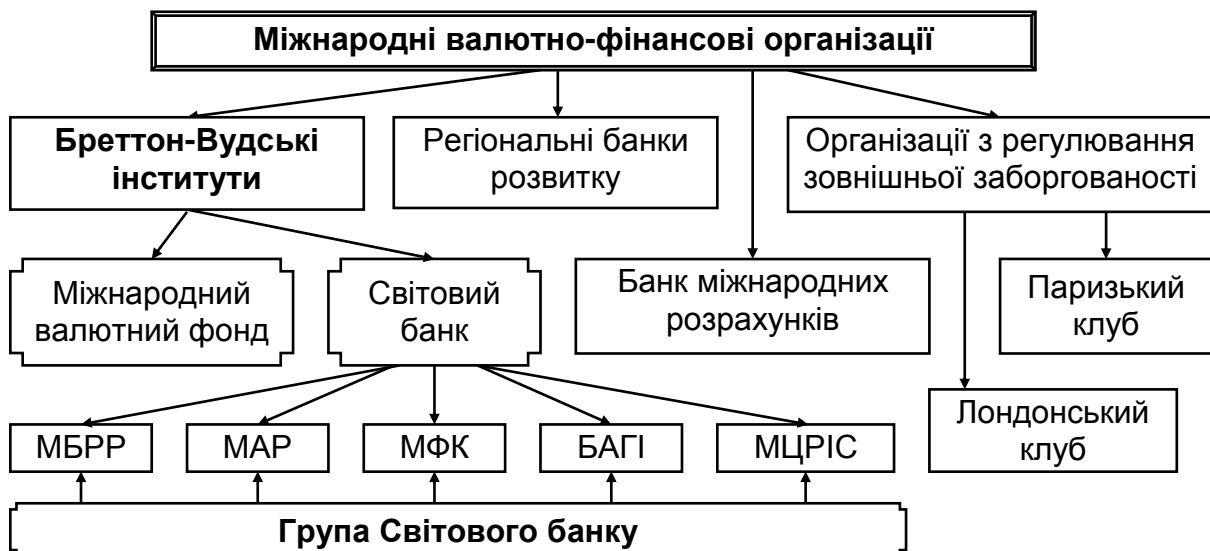 Міжнародні валютно-фінансові організації
Бреттон-Вудські
інститути
Регіональні банки
розвитку
Організації з регулювання
зовнішньої заборгованості
Міжнародний
валютний фонд
Світовий
банк
Банк міжнародних
розрахунків
Паризький
клуб
Лондонський
клуб
МБРР
МАР
МФК
БАГІ
МЦРІС
Група Світового банку